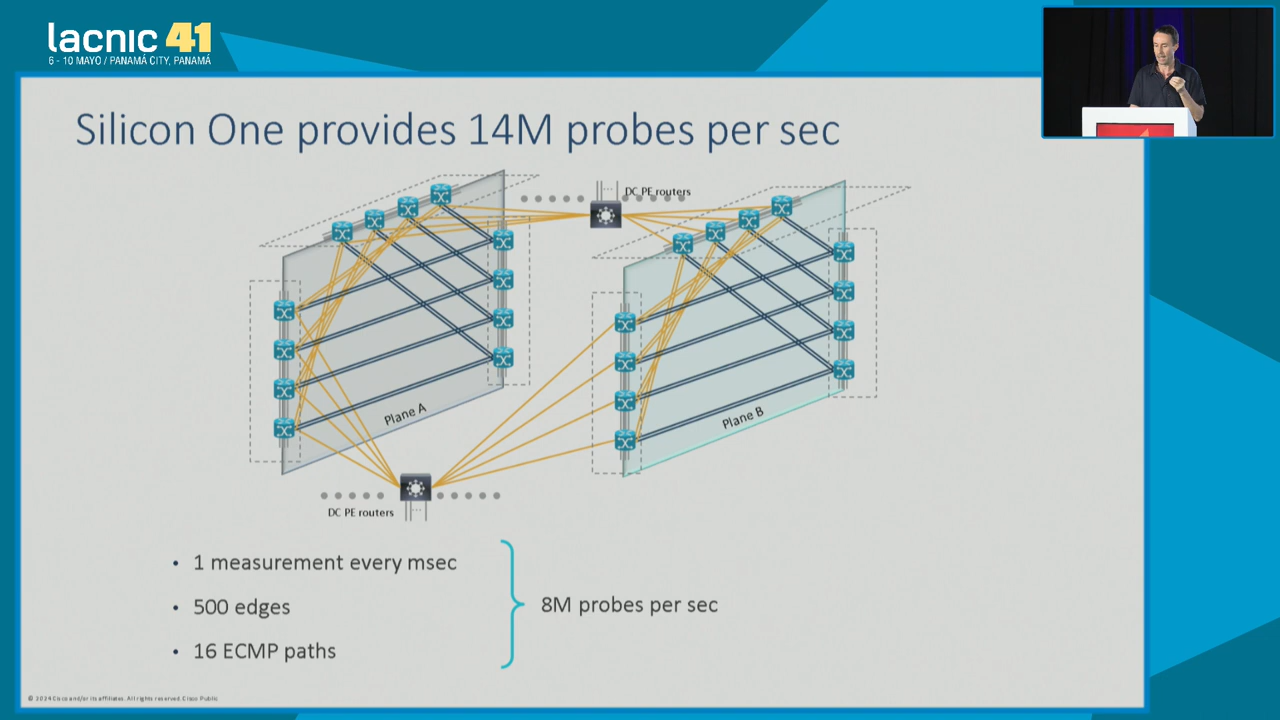 lacnic 41
6 - 10 MAYO / PANAMÁ CITY, PANAMÁ
Silicon One provides 14M probes per sec
DC PE routers
Plane A
Plane B
DC PE routers
• 1 measurement every msec
• 500 edges
• 16 ECMP paths
8M probes per sec
© 2024 Cisco and/or its affiliates. All rights reserved. Cisco Public